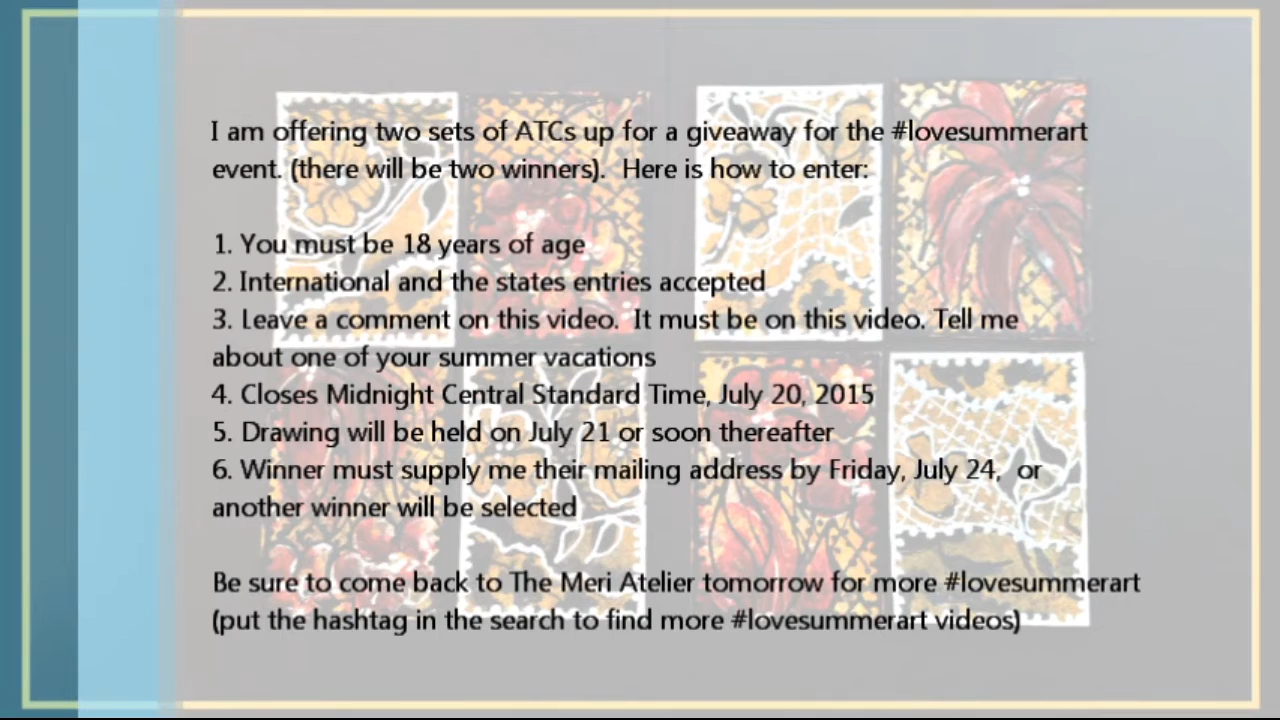 I am offering two sets of ATCs up for a giveaway for the #lovesummerart
event. (there will be two winners).  Here is how to enter:
1. You must be 18 years of age
2. International and the states entries accepted
3. Leave a comment on this video.  It must be on this video. Tell me
about one of your summer vacations
4. Closes Midnight Central Standard Time, July 20, 2015
5. Drawing will be held on July 21 or soon thereafter
6. Winner must supply me their mailing address by Friday, July 24,  or
another winner will be selected
Be sure to come back to The Meri Atelier tomorrow for more #lovesummerart
(put the hashtag in the search to find more #lovesummerart videos)